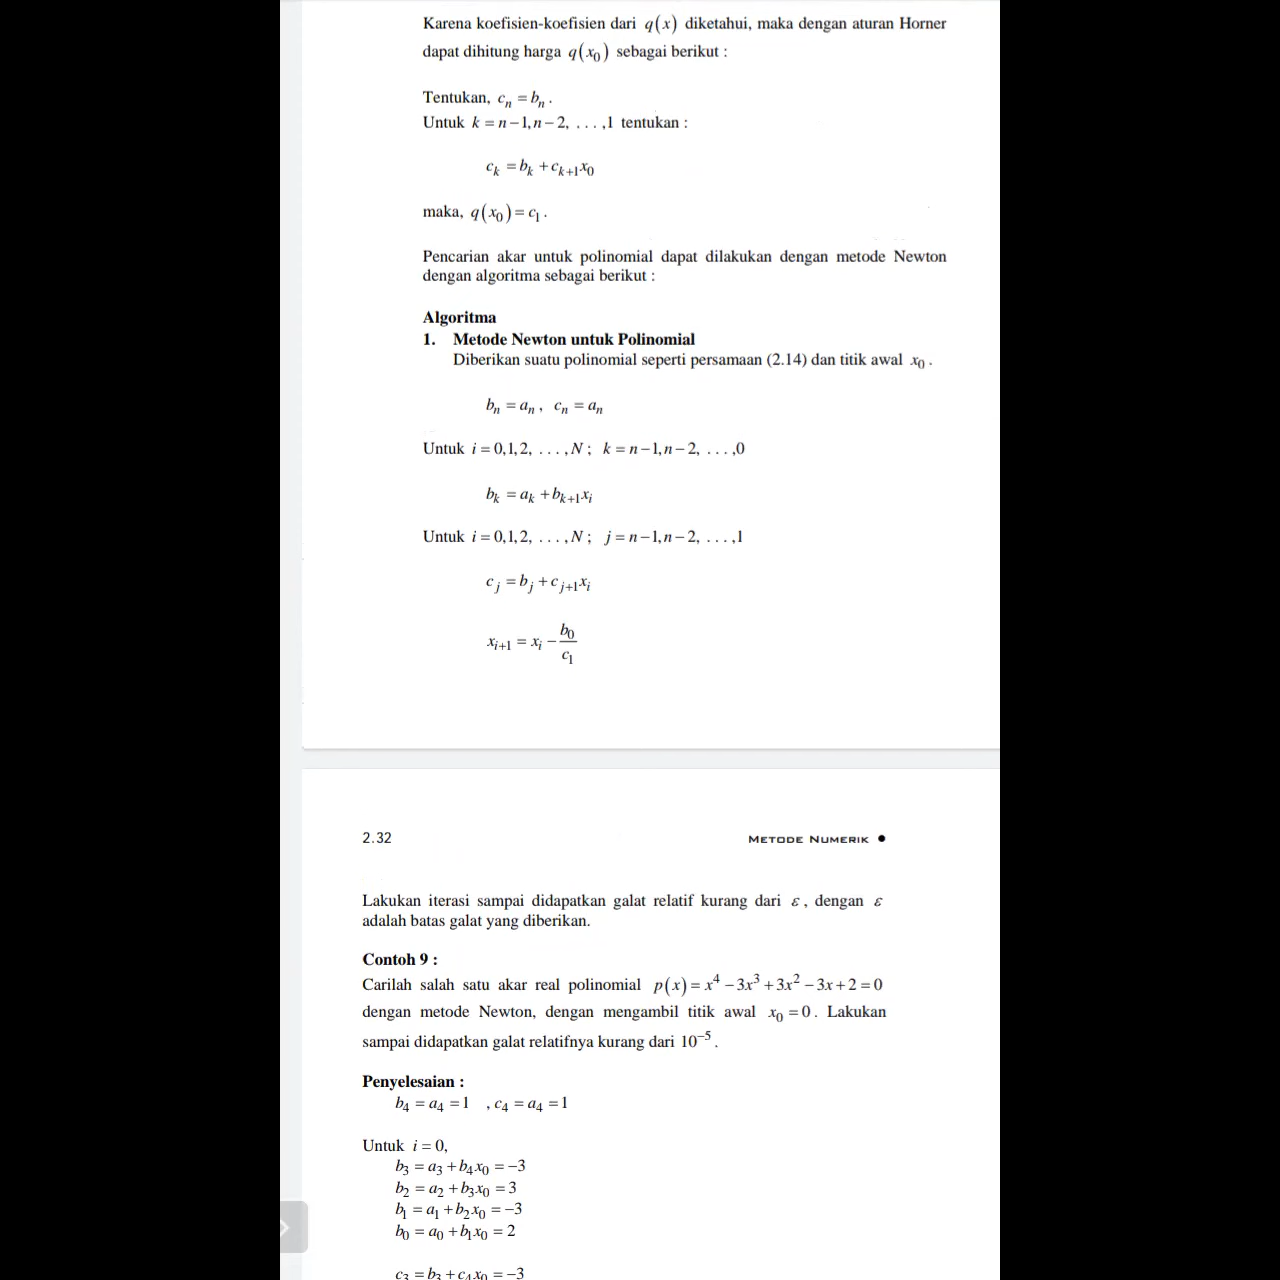 Karena koefisien-koefisien dari q(x) diketahui, maka dengan aturan Horner
dapat dihitung harga q(x₀) sebagai berikut :
Tentukan, cₙ = bₙ .
Untuk k = n−1, n−2, . . . ,1 tentukan :
cₖ = bₖ + cₖ₊₁x₀
maka, q(x₀) = c₁ .
Pencarian akar untuk polinomial dapat dilakukan dengan metode Newton
dengan algoritma sebagai berikut :
Algoritma
1. Metode Newton untuk Polinomial
Diberikan suatu polinomial seperti persamaan (2.14) dan titik awal x₀ .
bₙ = aₙ , cₙ = aₙ
Untuk i = 0,1,2, . . . , N ; k = n−1, n−2, . . . ,0
bₖ = aₖ + bₖ₊₁xᵢ
Untuk i = 0,1,2, . . . , N ; j = n−1, n−2, . . . ,1
cⱼ = bⱼ + cⱼ₊₁xᵢ
xᵢ₊₁ = xᵢ − b₀/c₁
2.32 METODE NUMERIK ●
Lakukan iterasi sampai didapatkan galat relatif kurang dari ε , dengan ε
adalah batas galat yang diberikan.
Contoh 9 :
Carilah salah satu akar real polinomial p(x) = x⁴ − 3x³ + 3x² − 3x + 2 = 0
dengan metode Newton, dengan mengambil titik awal x₀ = 0. Lakukan
sampai didapatkan galat relatifnya kurang dari 10⁻⁵ .
Penyelesaian :
b₄ = a₄ = 1 , c₄ = a₄ = 1
Untuk i = 0,
b₃ = a₃ + b₄x₀ = −3
b₂ = a₂ + b₃x₀ = 3
b₁ = a₁ + b₂x₀ = −3
b₀ = a₀ + b₁x₀ = 2
c₃ = b₃ + c₄x₀ = −3